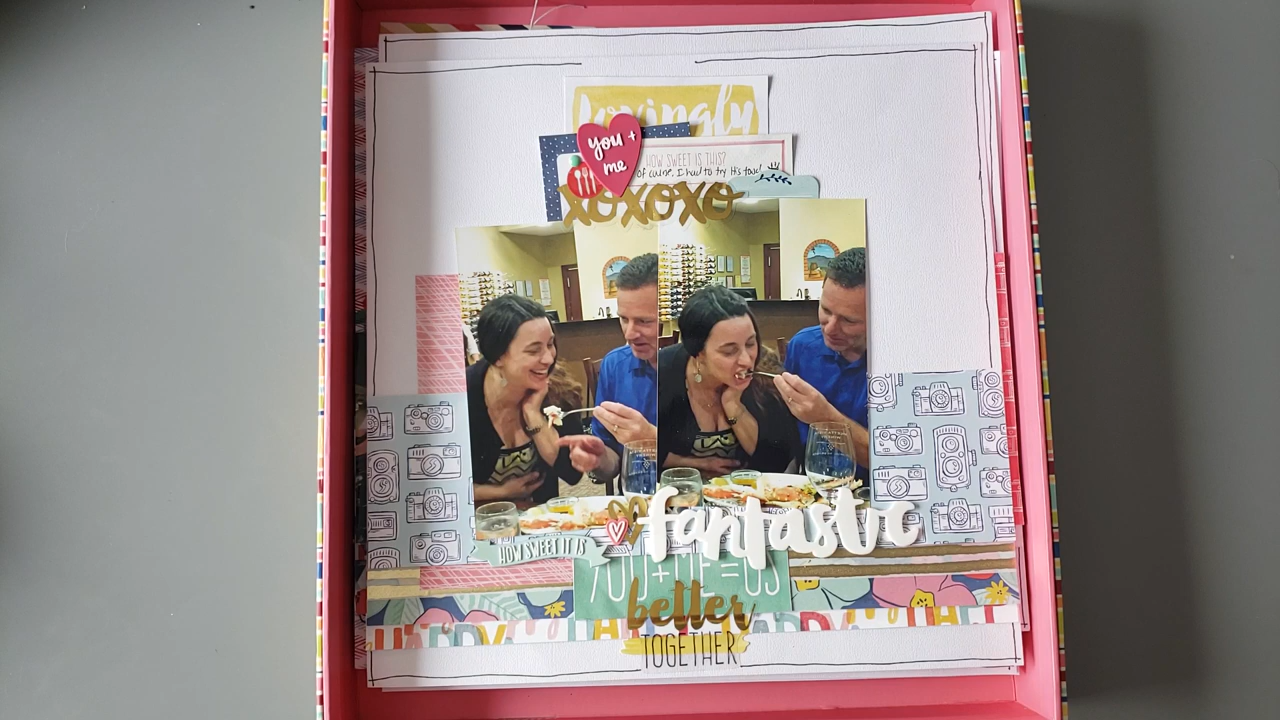 lovingly
you +
me
HOW SWEET IS THIS?
of course, I had to try his food
xoxoxo
fantastic
HOW SWEET IT IS
YOU+ME=US
better
TOGETHER